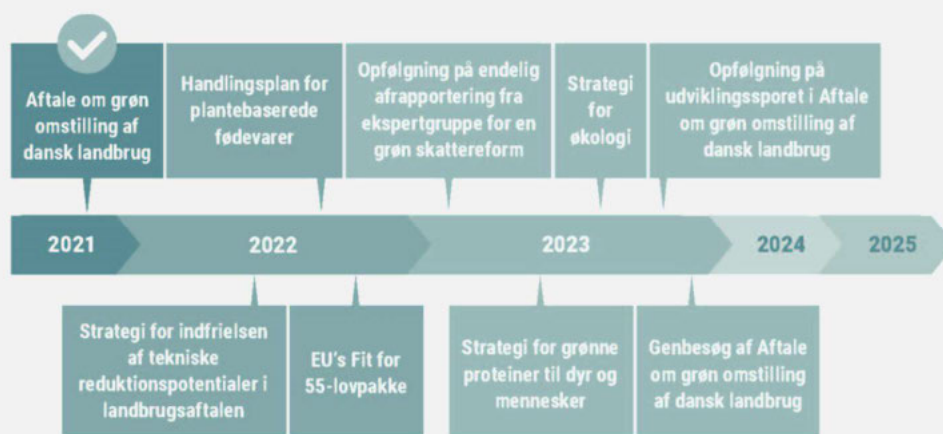 Aftale om grøn
omstilling af
dansk landbrug
Handlingsplan for
plantebaserede
fødevarer
Opfølgning på endelig
afrapportering fra
ekspertgruppe for en
grøn skattereform
Strategi
for
økologi
Opfølgning på
udviklingssporet i Aftale
om grøn omstilling af
dansk landbrug
2021
2022
2023
2024
2025
Strategi for indfrielsen
af tekniske
reduktionspotentialer i
landbrugsaftalen
EU's Fit for
55-lovpakke
Strategi for grønne
proteiner til dyr og
mennesker
Genbesøg af Aftale
om grøn omstilling
af dansk landbrug